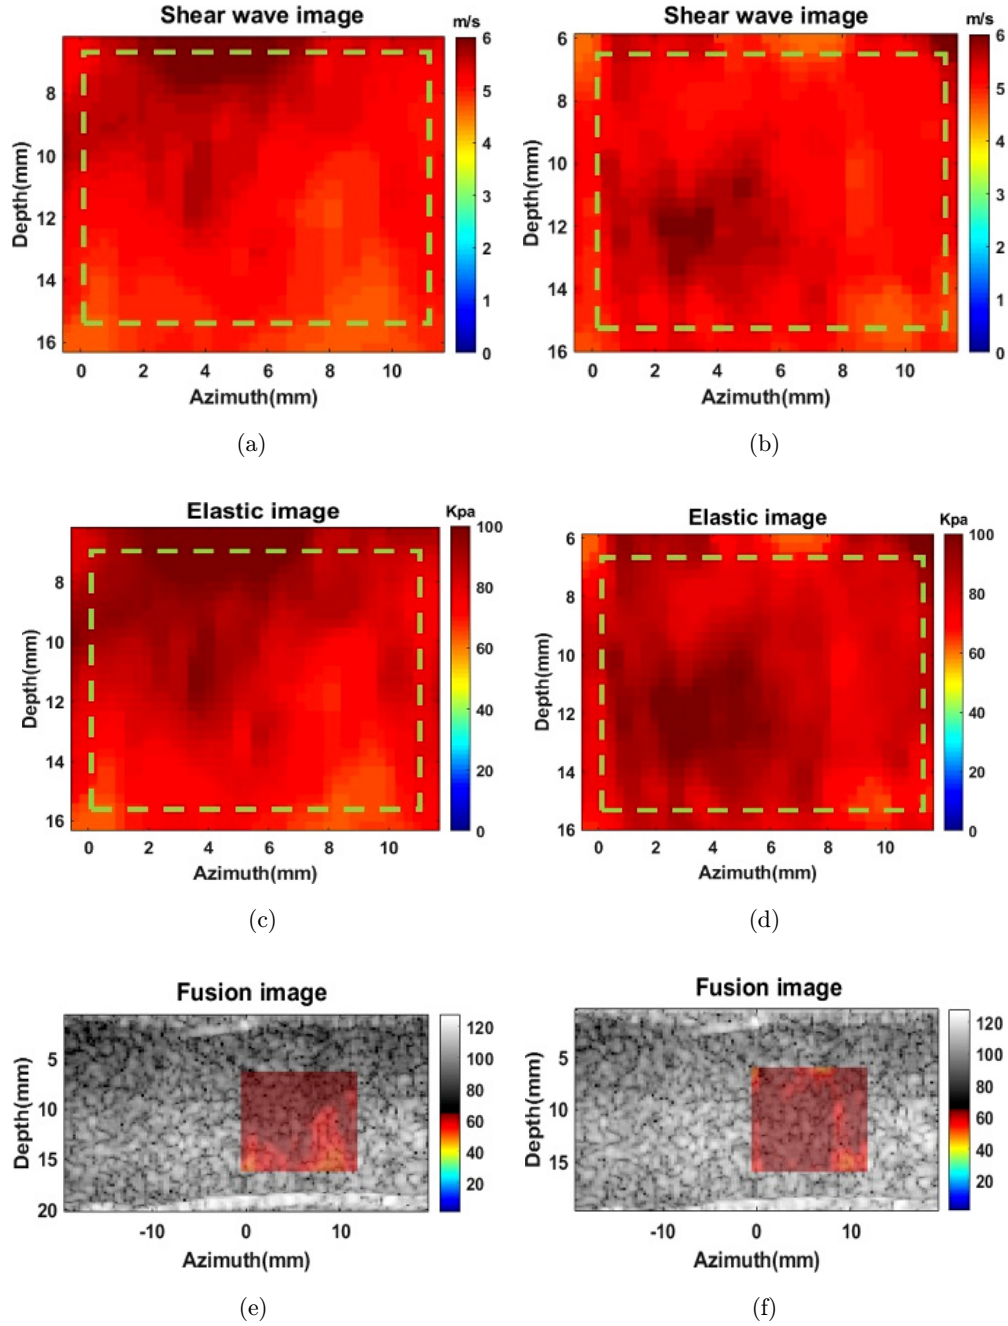 Shear wave image
m/s
6
5
4
3
2
1
0
8
10
12
14
16
Depth(mm)
0 2 4 6 8 10
Azimuth(mm)
(a)
Shear wave image
m/s
6
5
4
3
2
1
0
6
8
10
12
14
16
Depth(mm)
0 2 4 6 8 10
Azimuth(mm)
(b)
Elastic image
Kpa
100
80
60
40
20
0
8
10
12
14
16
Depth(mm)
0 2 4 6 8 10
Azimuth(mm)
(c)
Elastic image
Kpa
100
80
60
40
20
0
6
8
10
12
14
16
Depth(mm)
0 2 4 6 8 10
Azimuth(mm)
(d)
Fusion image
120
100
80
60
40
20
5
10
15
20
Depth(mm)
-10 0 10
Azimuth(mm)
(e)
Fusion image
120
100
80
60
40
20
5
10
15
Depth(mm)
-10 0 10
Azimuth(mm)
(f)